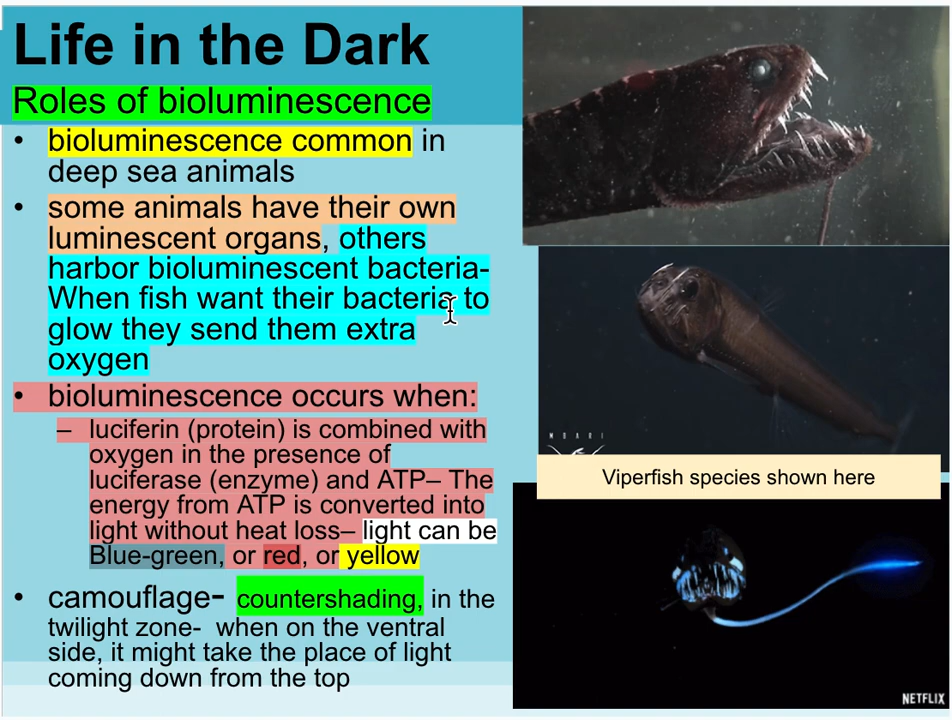 Life in the Dark
Roles of bioluminescence
• bioluminescence common in
deep sea animals
• some animals have their own
luminescent organs, others
harbor bioluminescent bacteria-
When fish want their bacteria to
glow they send them extra
oxygen
• bioluminescence occurs when:
– luciferin (protein) is combined with
oxygen in the presence of
luciferase (enzyme) and ATP– The
energy from ATP is converted into
light without heat loss– light can be
Blue-green, or red, or yellow
• camouflage- countershading, in the
twilight zone- when on the ventral
side, it might take the place of light
coming down from the top
MBARI
Viperfish species shown here
NETFLIX